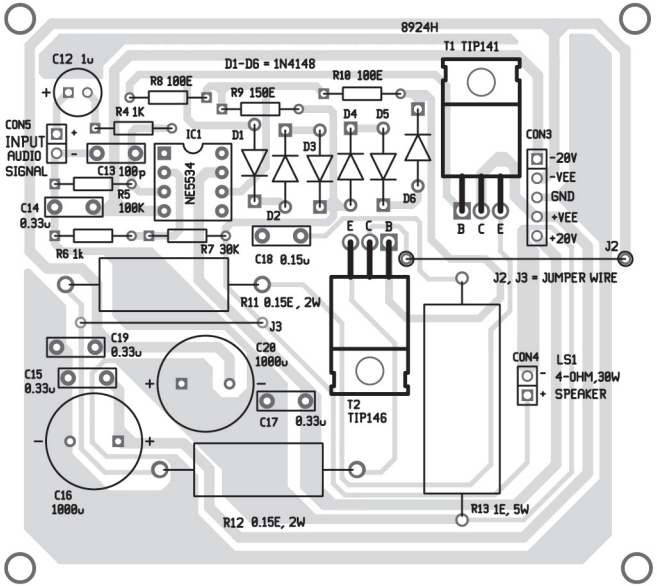 8924H
T1 TIP141
C12 1u
D1-D6 = 1N4148
+
R8 100E
R10 100E
R9 150E
R4 1K
CON5
+
INPUT
-
AUDIO
SIGNAL
IC1
NE5534
D1
D3
D4
D5
CON3
-20V
-VEE
GND
+VEE
+20V
C13 100p
R5
100K
C14
0.33u
D2
D6
B C E
E C B
R6 1k
R7 30K
C18 0.15u
J2
J2, J3 = JUMPER WIRE
R11 0.15E, 2W
J3
C19
0.33u
C20
1000u
+
-
C15
0.33u
CON4
LS1
-
4-OHM,30W
+
SPEAKER
C17
0.33u
T2
TIP146
-
+
C16
1000u
R13 1E, 5W
R12 0.15E, 2W